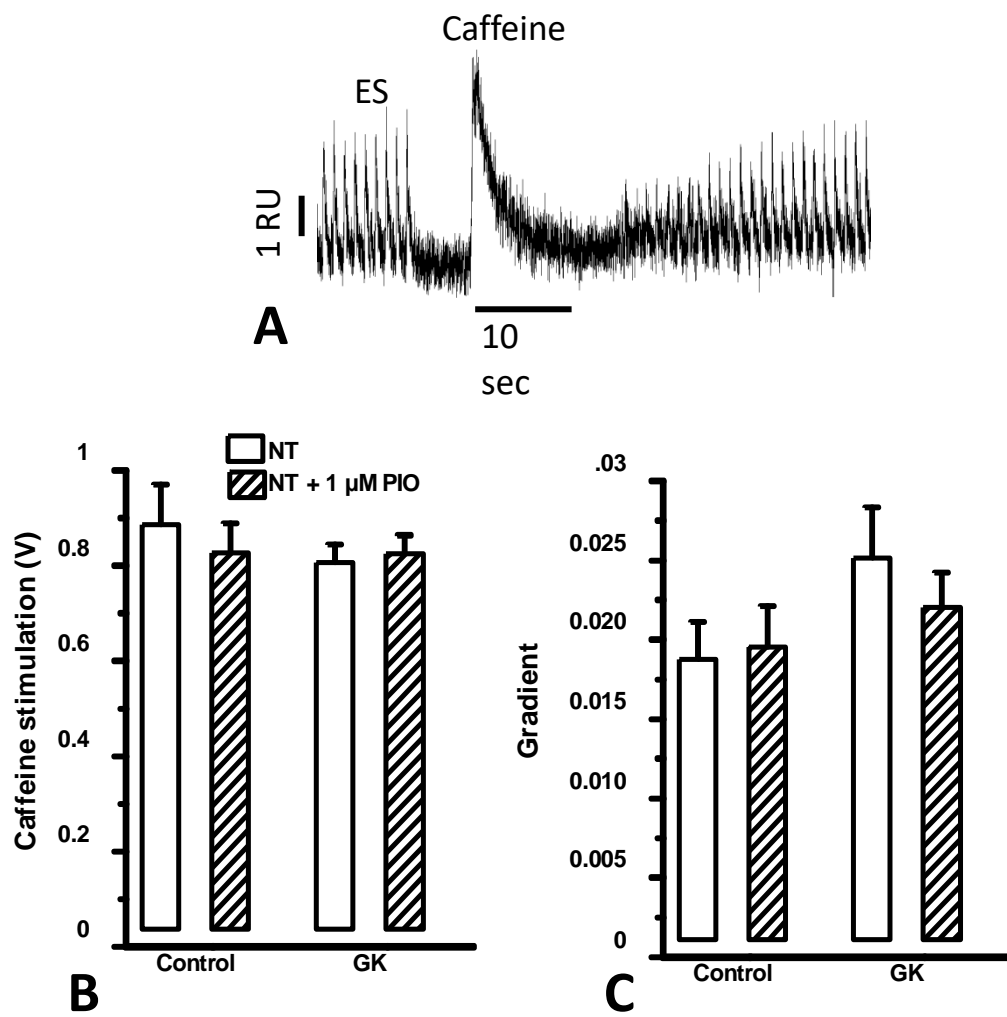 Caffeine
ES
1 RU
10
sec
A
NT
NT + 1 µM PIO
Caffeine stimulation (V)
1
0.8
0.6
0.4
0.2
0
Control
GK
B
Gradient
.03
0.025
0.020
0.015
0.010
0.005
0
Control
GK
C